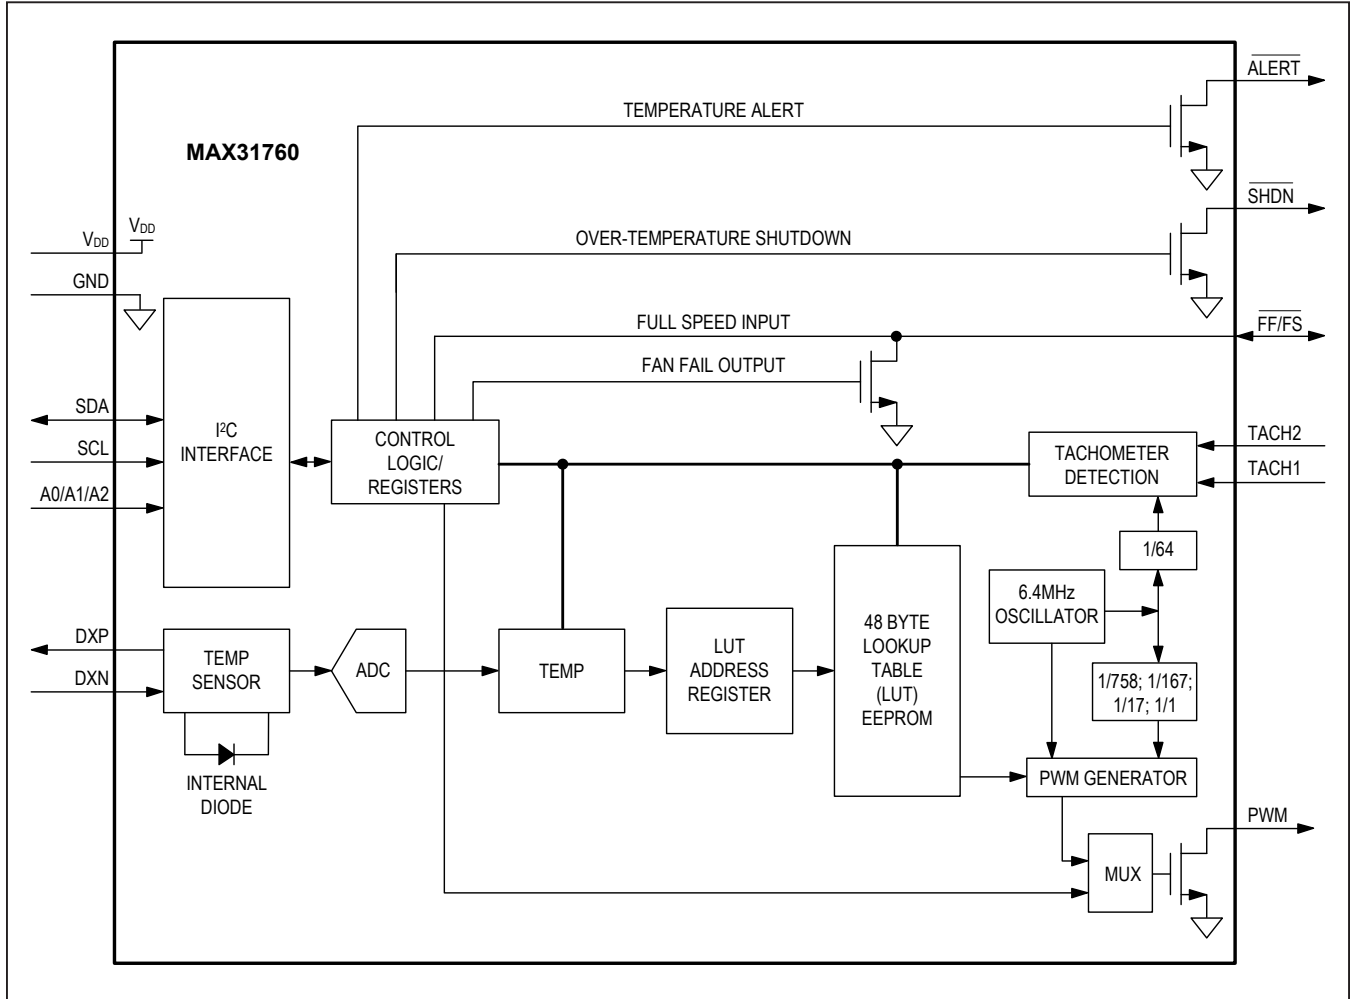 ALERT
TEMPERATURE ALERT
MAX31760
SHDN
VDD
VDD
OVER-TEMPERATURE SHUTDOWN
GND
FULL SPEED INPUT
FF/FS
FAN FAIL OUTPUT
SDA
I²C
INTERFACE
SCL
A0/A1/A2
CONTROL
LOGIC/
REGISTERS
TACHOMETER
DETECTION
TACH2
TACH1
1/64
6.4MHz
OSCILLATOR
DXP
DXN
TEMP
SENSOR
ADC
TEMP
LUT
ADDRESS
REGISTER
48 BYTE
LOOKUP
TABLE
(LUT)
EEPROM
1/758; 1/167;
1/17; 1/1
INTERNAL
DIODE
PWM GENERATOR
PWM
MUX